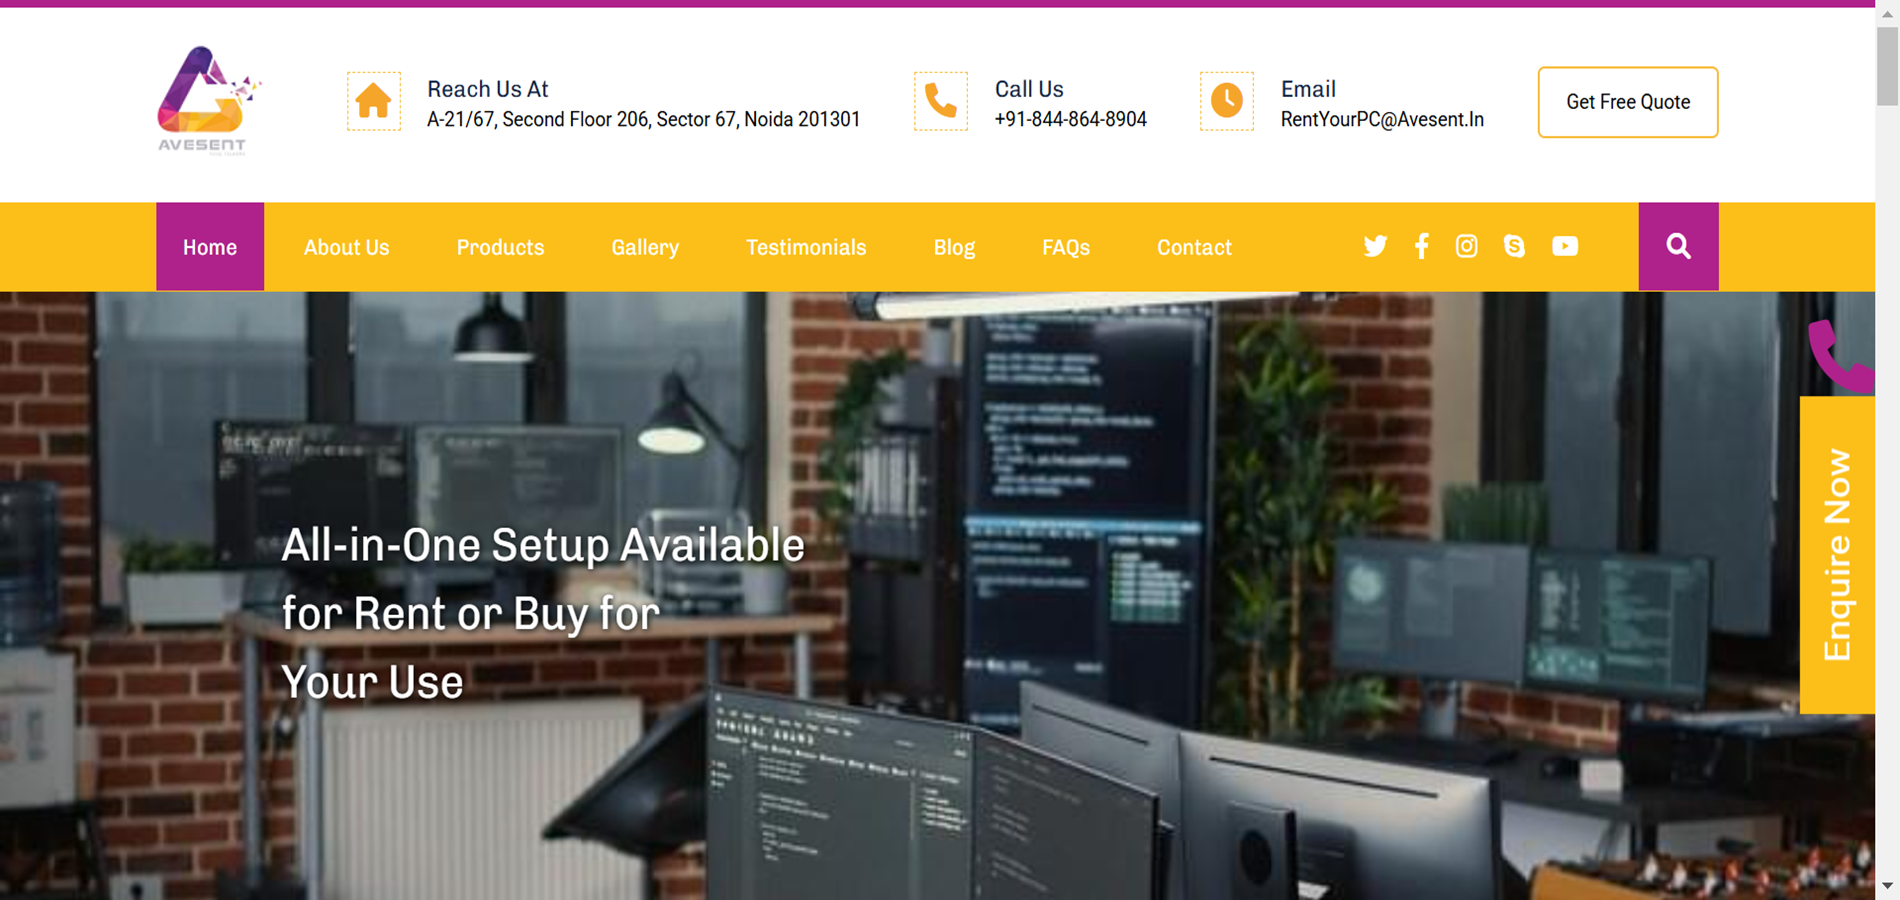 AVESENT
Reach Us At
A-21/67, Second Floor 206, Sector 67, Noida 201301
Call Us
+91-844-864-8904
Email
RentYourPC@Avesent.In
Get Free Quote
Home
About Us
Products
Gallery
Testimonials
Blog
FAQs
Contact
All-in-One Setup Available
for Rent or Buy for
Your Use
Enquire Now